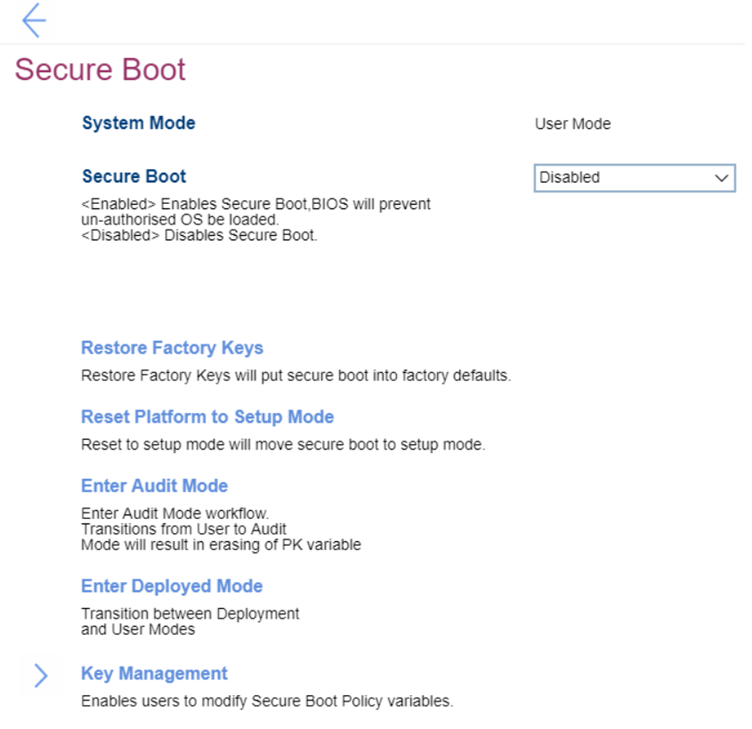 Secure Boot
System Mode
User Mode
Secure Boot
Disabled
<Enabled> Enables Secure Boot,BIOS will prevent
un-authorised OS be loaded.
<Disabled> Disables Secure Boot.
Restore Factory Keys
Restore Factory Keys will put secure boot into factory defaults.
Reset Platform to Setup Mode
Reset to setup mode will move secure boot to setup mode.
Enter Audit Mode
Enter Audit Mode workflow.
Transitions from User to Audit
Mode will result in erasing of PK variable
Enter Deployed Mode
Transition between Deployment
and User Modes
Key Management
Enables users to modify Secure Boot Policy variables.